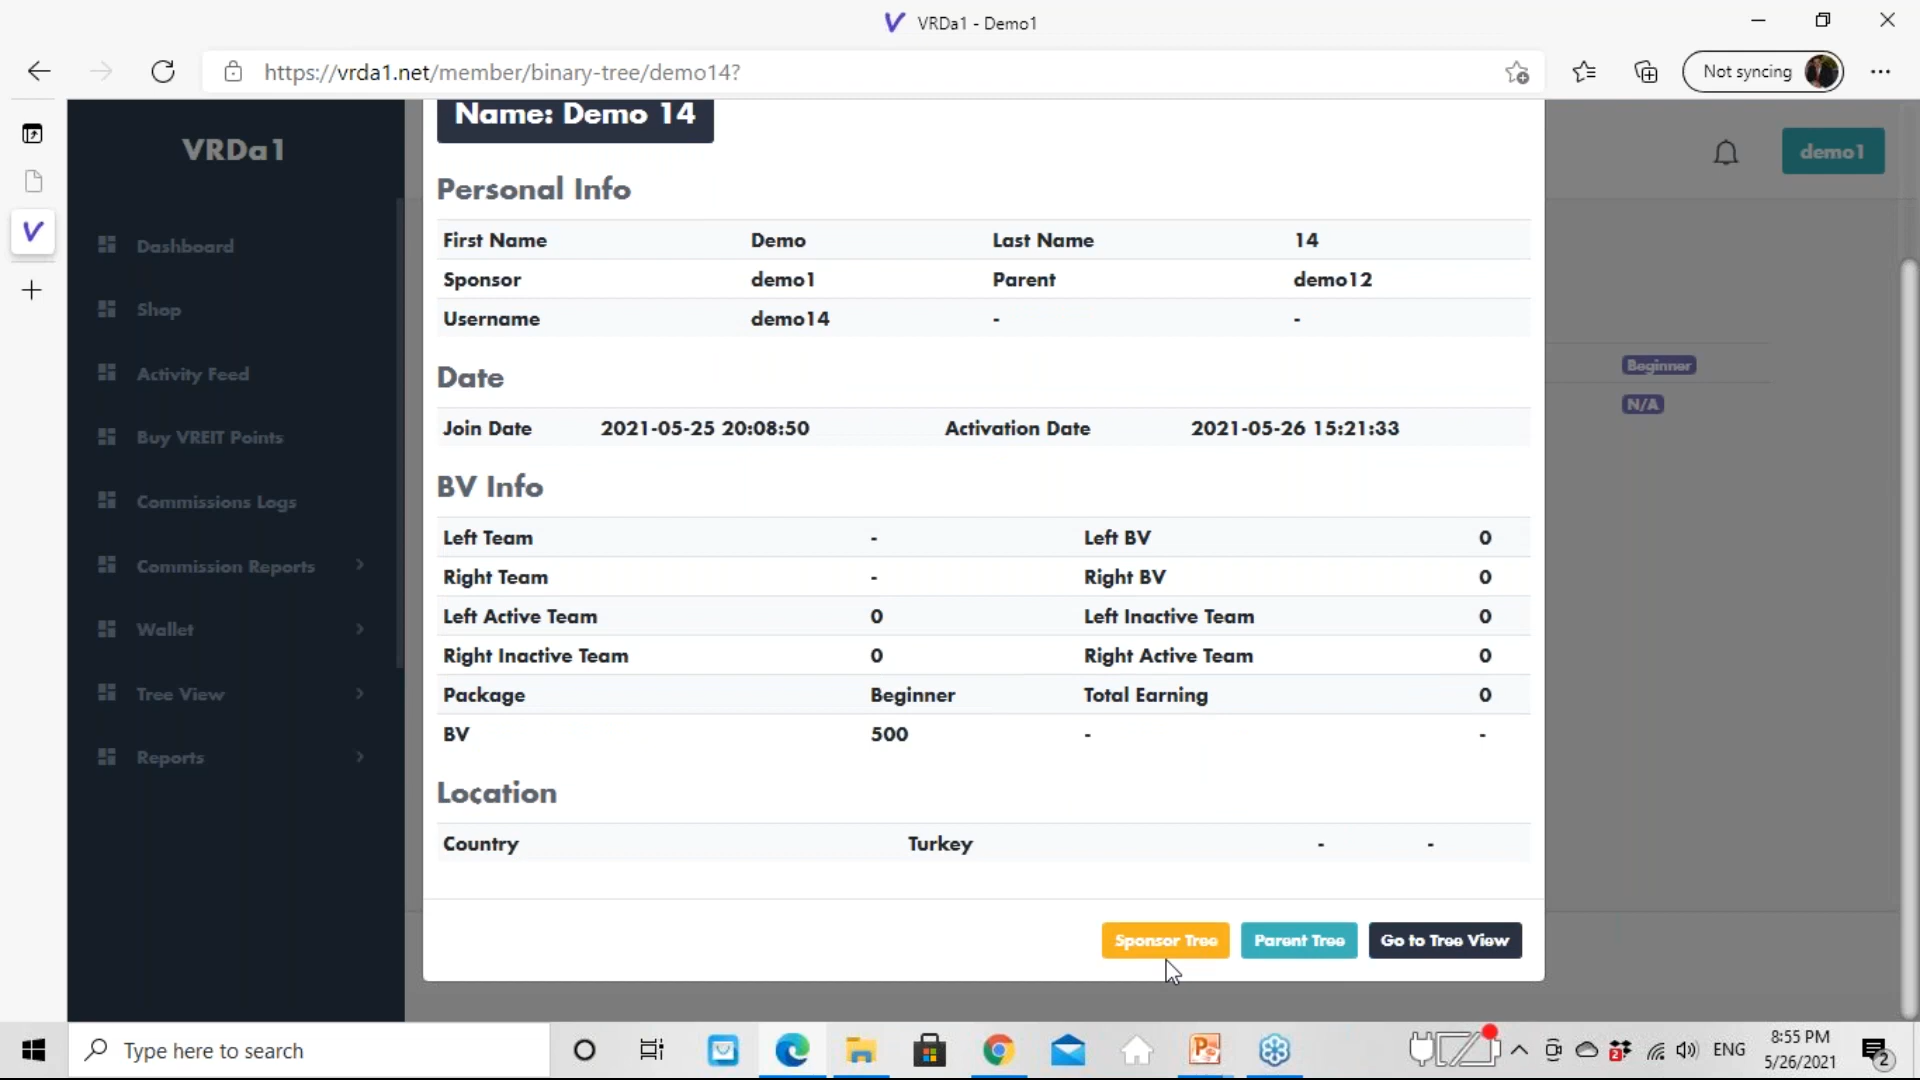 VRDa1 - Demo1
https://vrda1.net/member/binary-tree/demo14?
Not syncing
VRDa1
demo1
Dashboard
Shop
Activity Feed
Buy VREIT Points
Commissions Logs
Commission Reports
Wallet
Tree View
Reports
Name: Demo 14
Personal Info
First Name Demo Last Name 14
Sponsor demo1 Parent demo12
Username demo14 - -
Date
Join Date 2021-05-25 20:08:50 Activation Date 2021-05-26 15:21:33
BV Info
Left Team - Left BV 0
Right Team - Right BV 0
Left Active Team 0 Left Inactive Team 0
Right Inactive Team 0 Right Active Team 0
Package Beginner Total Earning 0
BV 500 - -
Location
Country Turkey - -
Sponsor Tree Parent Tree Go to Tree View
Beginner
N/A
Type here to search
2
ENG
8:55 PM
5/26/2021
2